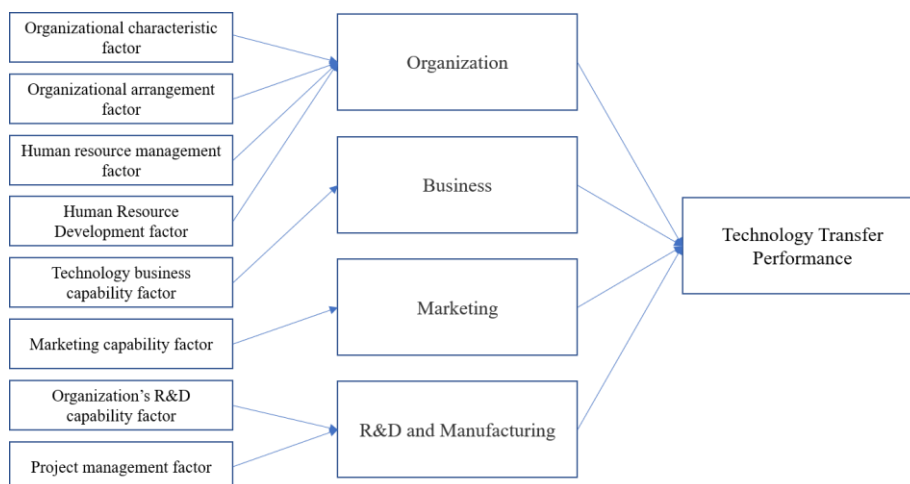 Organizational characteristic
factor
Organizational arrangement
factor
Human resource management
factor
Human Resource
Development factor
Technology business
capability factor
Marketing capability factor
Organization’s R&D
capability factor
Project management factor
Organization
Business
Marketing
R&D and Manufacturing
Technology Transfer
Performance